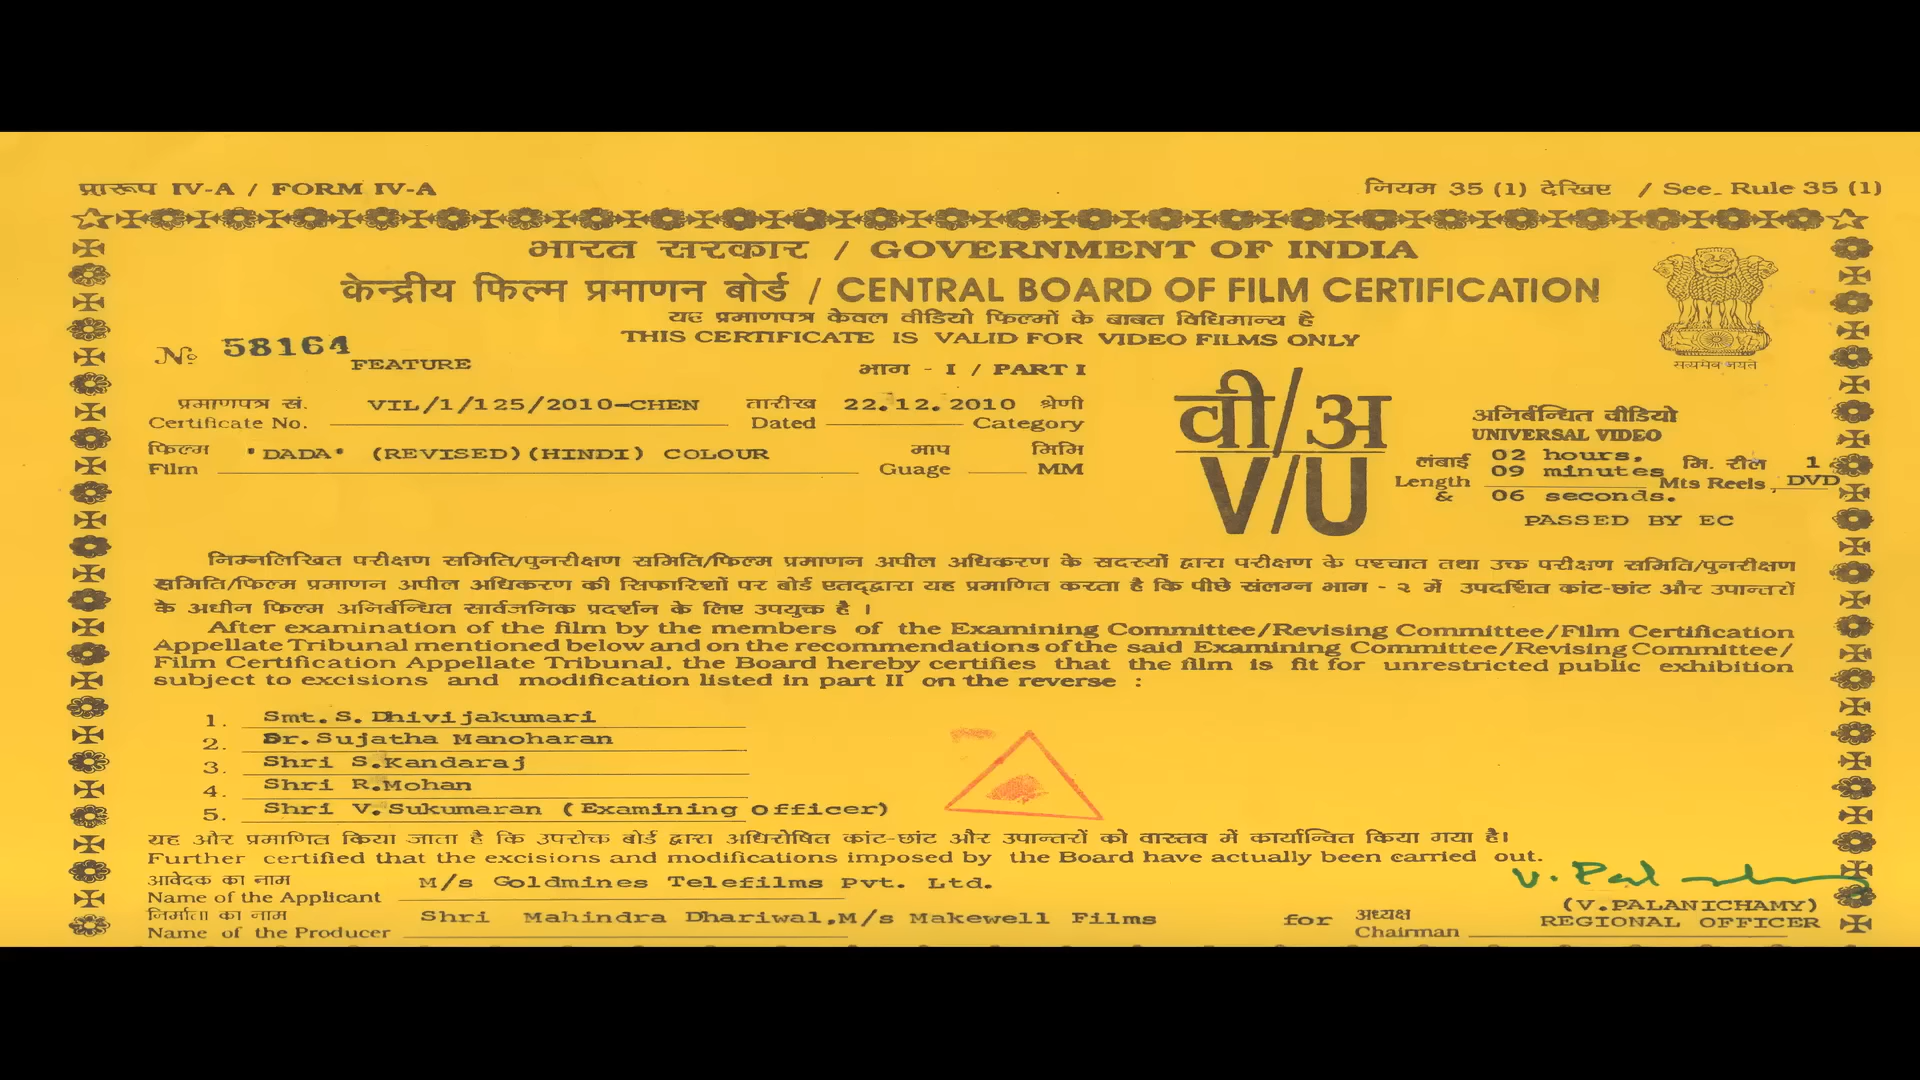 प्रारूप IV-A / FORM IV-A
नियम 35 (1) देखिए / See. Rule 35 (1)
भारत सरकार / GOVERNMENT OF INDIA
केन्द्रीय फिल्म प्रमाणन बोर्ड / CENTRAL BOARD OF FILM CERTIFICATION
यह प्रमाणपत्र केवल वीडियो फिल्मों के बाबत विधिमान्य है
THIS CERTIFICATE IS VALID FOR VIDEO FILMS ONLY
सत्यमेव जयते
No 58164
FEATURE
भाग - I / PART I
प्रमाणपत्र सं. VIL/1/125/2010-CHEN तारीख 22.12.2010 श्रेणी
Certificate No. Dated Category
वी/अ
V/U
अनिर्बन्धित वीडियो
UNIVERSAL VIDEO
फिल्म 'DADA' (REVISED)(HINDI) COLOUR माप मिमि
Film Guage MM
लंबाई 02 hours, 09 minutes मि. रील 1
Length & 06 seconds. Mts Reels, DVD
PASSED BY EC
निम्नलिखित परीक्षण समिति/पुनरीक्षण समिति/फिल्म प्रमाणन अपील अधिकरण के सदस्यों द्वारा परीक्षण के पश्चात तथा उक्त परीक्षण समिति/पुनरीक्षण
समिति/फिल्म प्रमाणन अपील अधिकरण की सिफारिशों पर बोर्ड एतद्द्वारा यह प्रमाणित करता है कि पीछे संलग्न भाग - २ में उपदर्शित कांट-छांट और उपान्तरों
के अधीन फिल्म अनिर्बन्धित सार्वजनिक प्रदर्शन के लिए उपयुक्त है ।
After examination of the film by the members of the Examining Committee/Revising Committee/Film Certification
Appellate Tribunal mentioned below and on the recommendations of the said Examining Committee/Revising Committee/
Film Certification Appellate Tribunal, the Board hereby certifies that the film is fit for unrestricted public exhibition
subject to excisions and modification listed in part II on the reverse :
1. Smt.S.Dhivijakumari
2. Dr.Sujatha Manoharan
3. Shri S.Kandaraj
4. Shri R.Mohan
5. Shri V.Sukumaran (Examining Officer)
यह और प्रमाणित किया जाता है कि उपरोक्त बोर्ड द्वारा अधिरोपित कांट-छांट और उपान्तरों को वास्तव में कार्यान्वित किया गया है।
Further certified that the excisions and modifications imposed by the Board have actually been carried out.
आवेदक का नाम M/s Goldmines Telefilms Pvt. Ltd.
Name of the Applicant
V. Pal
(V.PALANICHAMY)
निर्माता का नाम Shri Mahindra Dhariwal,M/s Makewell Films for अध्यक्ष REGIONAL OFFICER
Name of the Producer Chairman